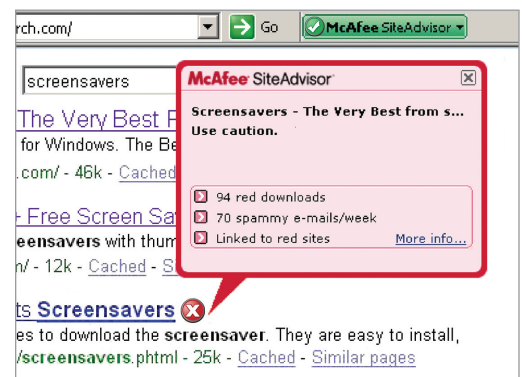 rch.com/ Go McAfee SiteAdvisor
screensavers
McAfee SiteAdvisor
Screensavers - The Very Best from s...
Use caution.
94 red downloads
70 spammy e-mails/week
Linked to red sites More info...
The Very Best F
for Windows. The Be
.com/ - 46k - Cached
- Free Screen Sa
eensavers with thum
n/ - 12k - Cached - S
ts Screensavers
es to download the screensaver. They are easy to install,
/screensavers.phtml - 25k - Cached - Similar pages